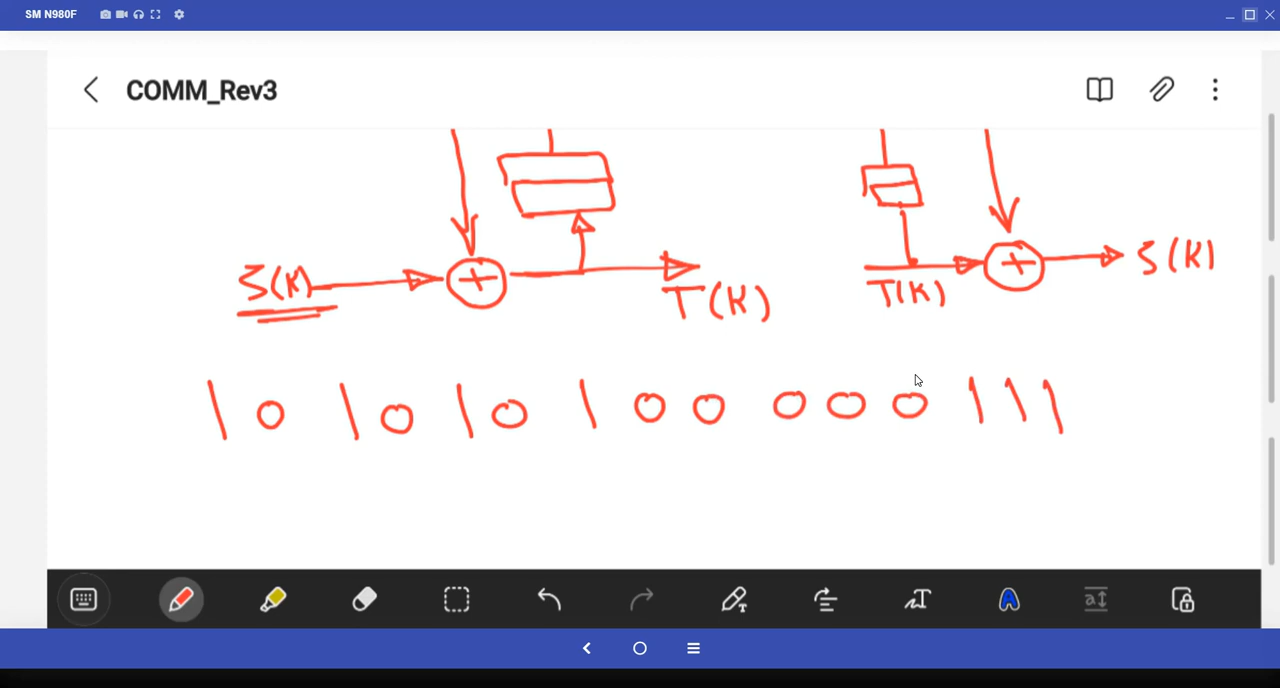 SM N980F
COMM_Rev3
S(K)
T(K)
T(K)
S(K)
1 0 1 0 1 0 1 0 0 0 0 0 1 1 1